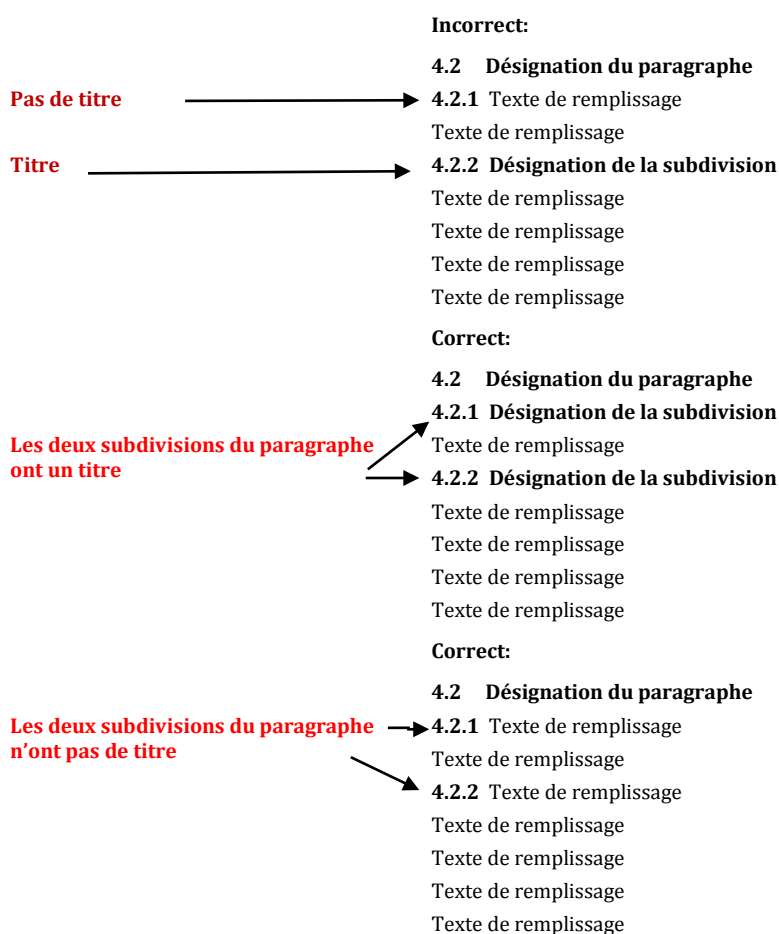 Incorrect:
4.2 Désignation du paragraphe
Pas de titre
4.2.1 Texte de remplissage
Texte de remplissage
Titre
4.2.2 Désignation de la subdivision
Texte de remplissage
Texte de remplissage
Texte de remplissage
Texte de remplissage
Correct:
4.2 Désignation du paragraphe
4.2.1 Désignation de la subdivision
Les deux subdivisions du paragraphe
ont un titre
Texte de remplissage
4.2.2 Désignation de la subdivision
Texte de remplissage
Texte de remplissage
Texte de remplissage
Texte de remplissage
Correct:
4.2 Désignation du paragraphe
Les deux subdivisions du paragraphe
n’ont pas de titre
4.2.1 Texte de remplissage
Texte de remplissage
4.2.2 Texte de remplissage
Texte de remplissage
Texte de remplissage
Texte de remplissage
Texte de remplissage